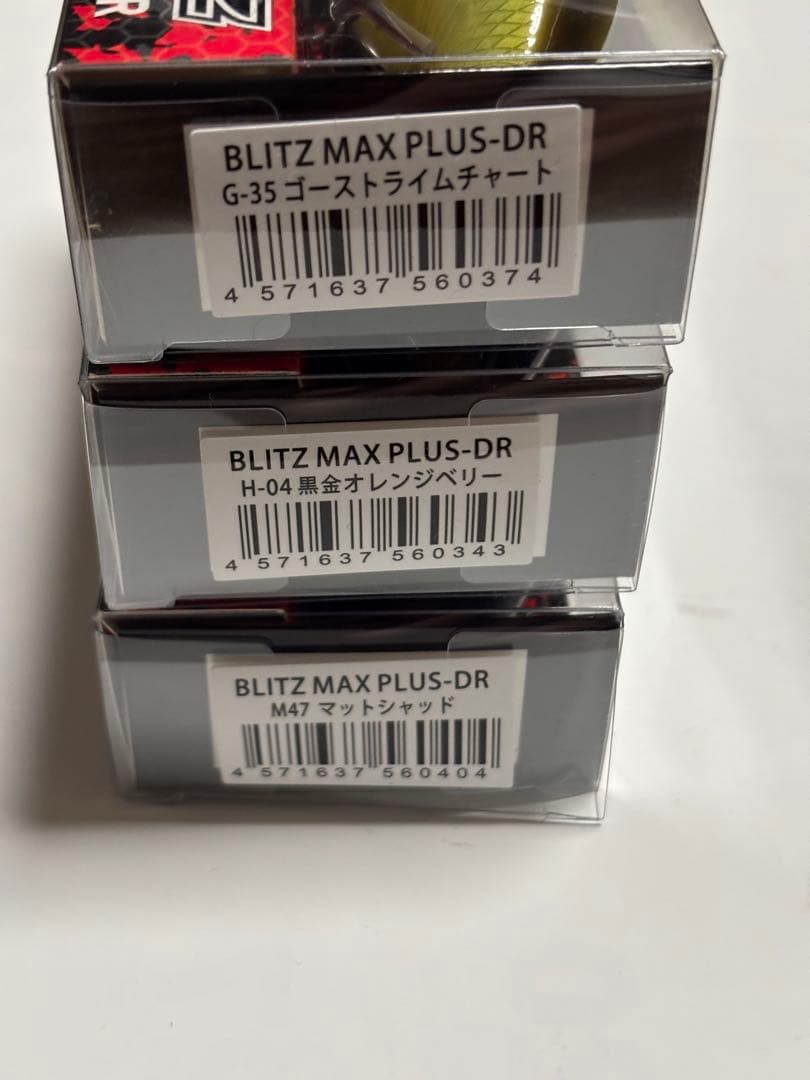 Z
R
BLITZ MAX PLUS-DR
G-35 ゴーストライムチャート
4 571637 560374
BLITZ MAX PLUS-DR
H-04 黒金オレンジベリー
4 571637 560343
BLITZ MAX PLUS-DR
M47 マットシャッド
4 571637 560404